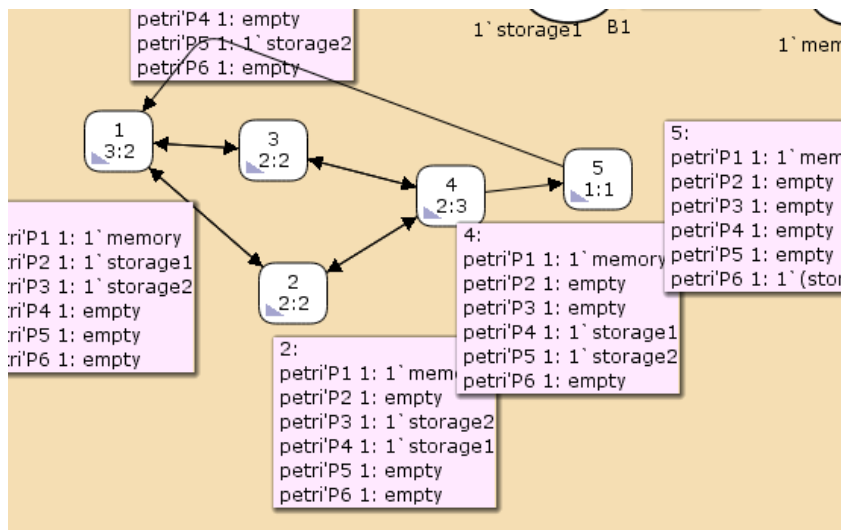 petri'P4 1: empty
petri'P5 1: 1`storage2
petri'P6 1: empty
1`storage1
B1
1`mem
1
3:2
3
2:2
4
2:3
5
1:1
2
2:2
5:
petri'P1 1: 1`mem
petri'P2 1: empty
petri'P3 1: empty
petri'P4 1: empty
petri'P5 1: empty
petri'P6 1: 1`(stor
tri'P1 1: 1`memory
tri'P2 1: 1`storage1
tri'P3 1: 1`storage2
tri'P4 1: empty
tri'P5 1: empty
tri'P6 1: empty
4:
petri'P1 1: 1`memory
petri'P2 1: empty
petri'P3 1: empty
petri'P4 1: 1`storage1
petri'P5 1: 1`storage2
petri'P6 1: empty
2:
petri'P1 1: 1`mem
petri'P2 1: empty
petri'P3 1: 1`storage2
petri'P4 1: 1`storage1
petri'P5 1: empty
petri'P6 1: empty